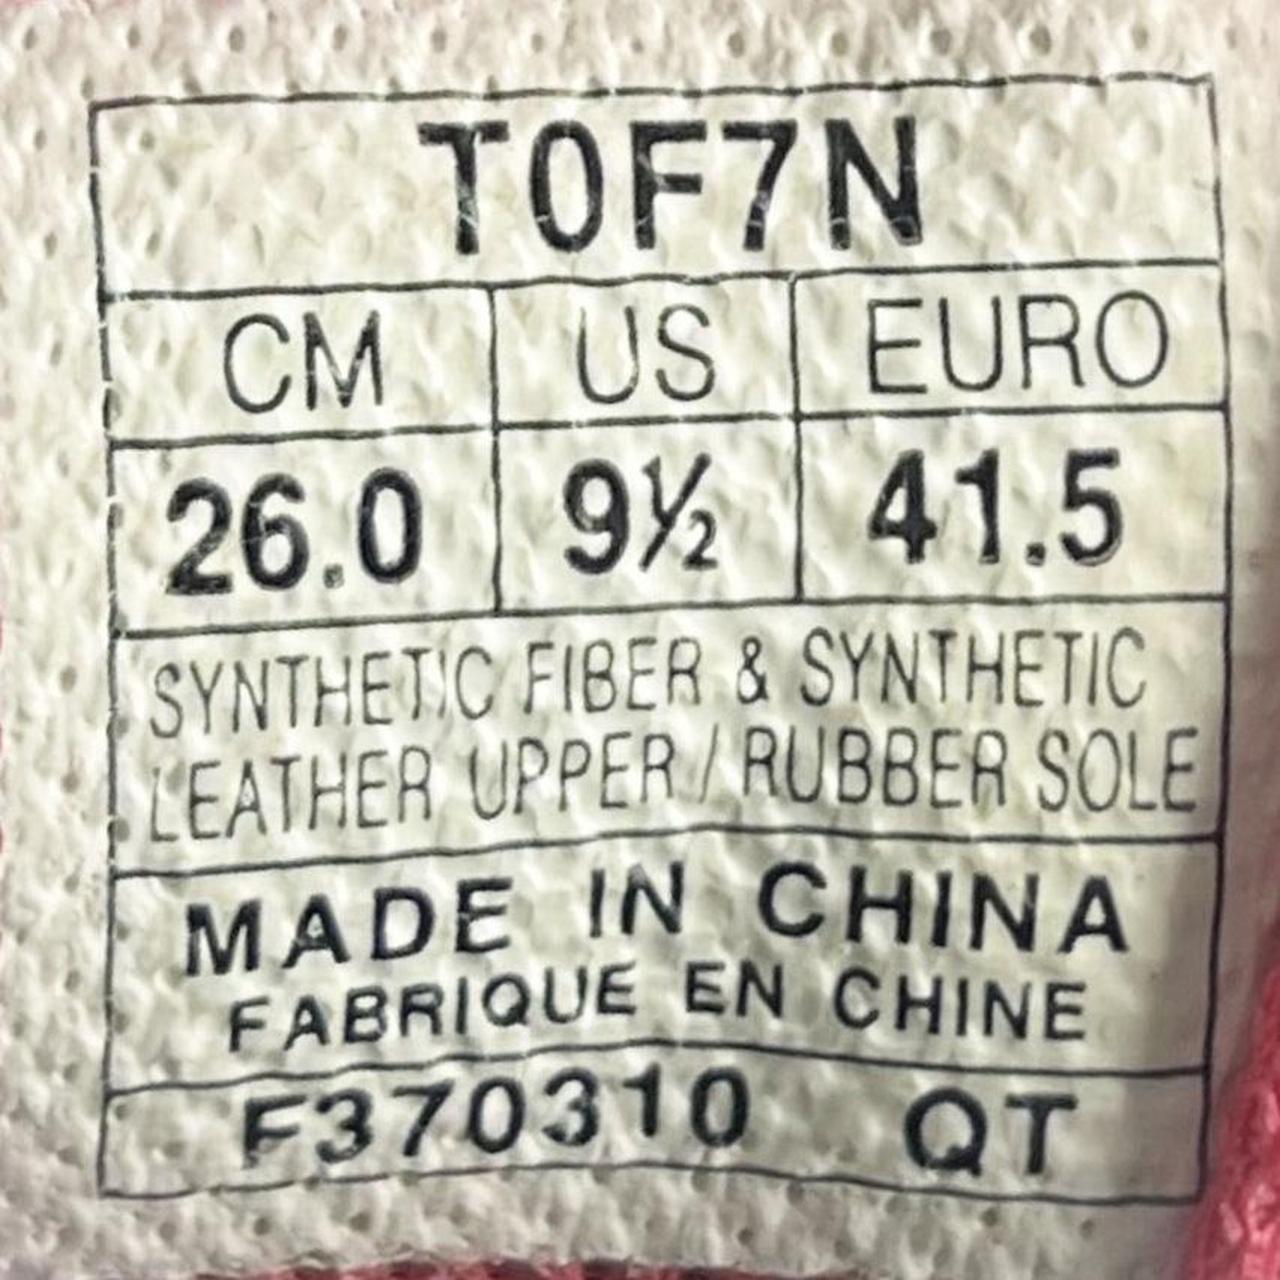 T0F7N
CM US EURO
26.0 9½ 41.5
SYNTHETIC FIBER & SYNTHETIC
LEATHER UPPER / RUBBER SOLE
MADE IN CHINA
FABRIQUE EN CHINE
F370310 QT